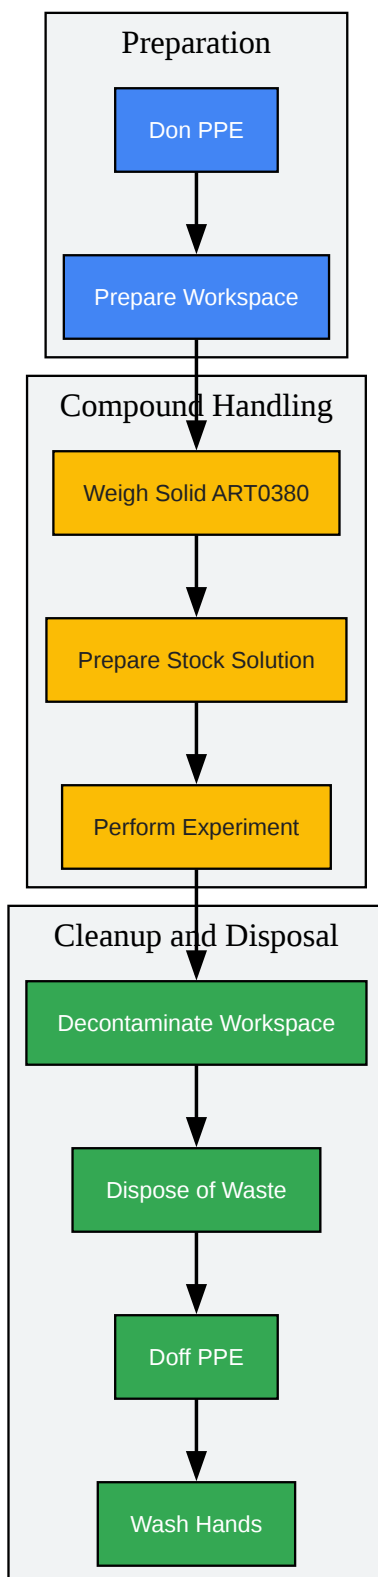 Preparation
Don PPE
Prepare Workspace
Compound Handling
Weigh Solid ART0380
Prepare Stock Solution
Perform Experiment
Cleanup and Disposal
Decontaminate Workspace
Dispose of Waste
Doff PPE
Wash Hands